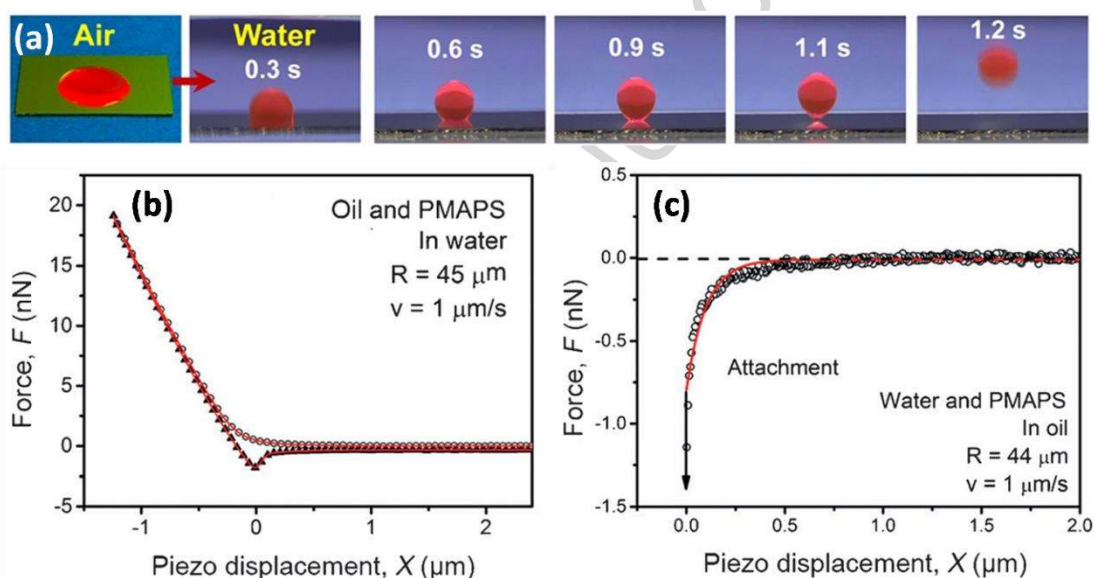 (a) Air
Water
0.3 s
0.6 s
0.9 s
1.1 s
1.2 s
(b)
Oil and PMAPS
In water
R = 45 μm
v = 1 μm/s
20
15
10
5
0
-5
-1
0
1
2
Force, F (nN)
Piezo displacement, X (μm)
(c)
0.5
0.0
-0.5
-1.0
-1.5
Attachment
Water and PMAPS
In oil
R = 44 μm
v = 1 μm/s
0.0
0.5
1.0
1.5
2.0
Force, F (nN)
Piezo displacement, X (μm)